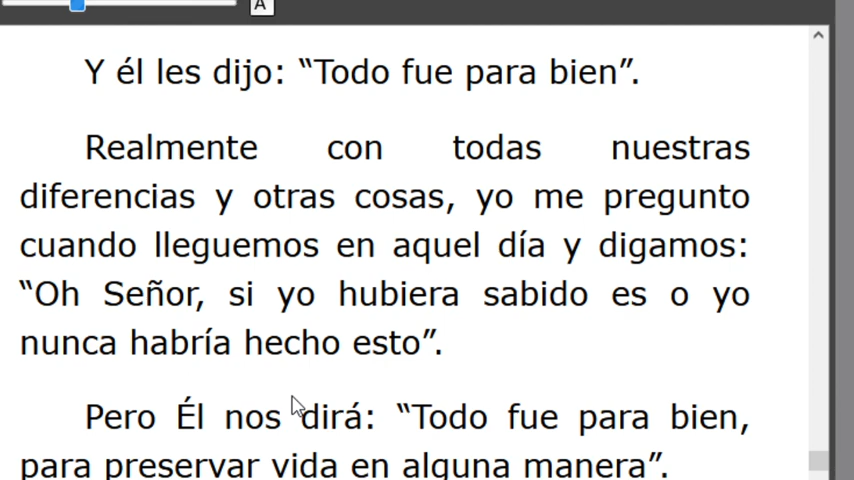 A
Y él les dijo: “Todo fue para bien”.
Realmente con todas nuestras
diferencias y otras cosas, yo me pregunto
cuando lleguemos en aquel día y digamos:
“Oh Señor, si yo hubiera sabido es o yo
nunca habría hecho esto”.
Pero Él nos dirá: “Todo fue para bien,
para preservar vida en alguna manera”.